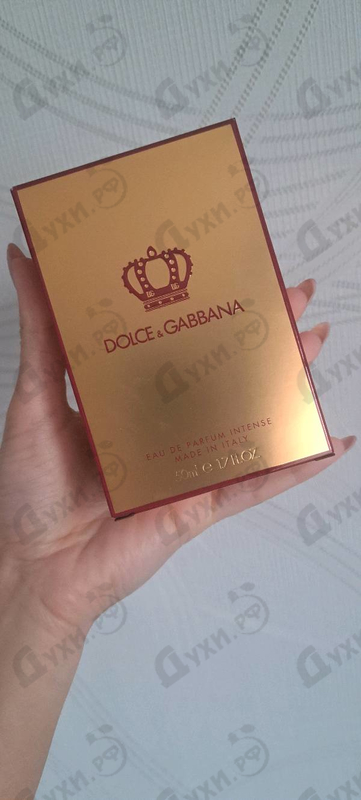 DOLCE & GABBANA
EAU DE PARFUM INTENSE
MADE IN ITALY
50ml e 1.7 fl.OZ.
Духи.рф